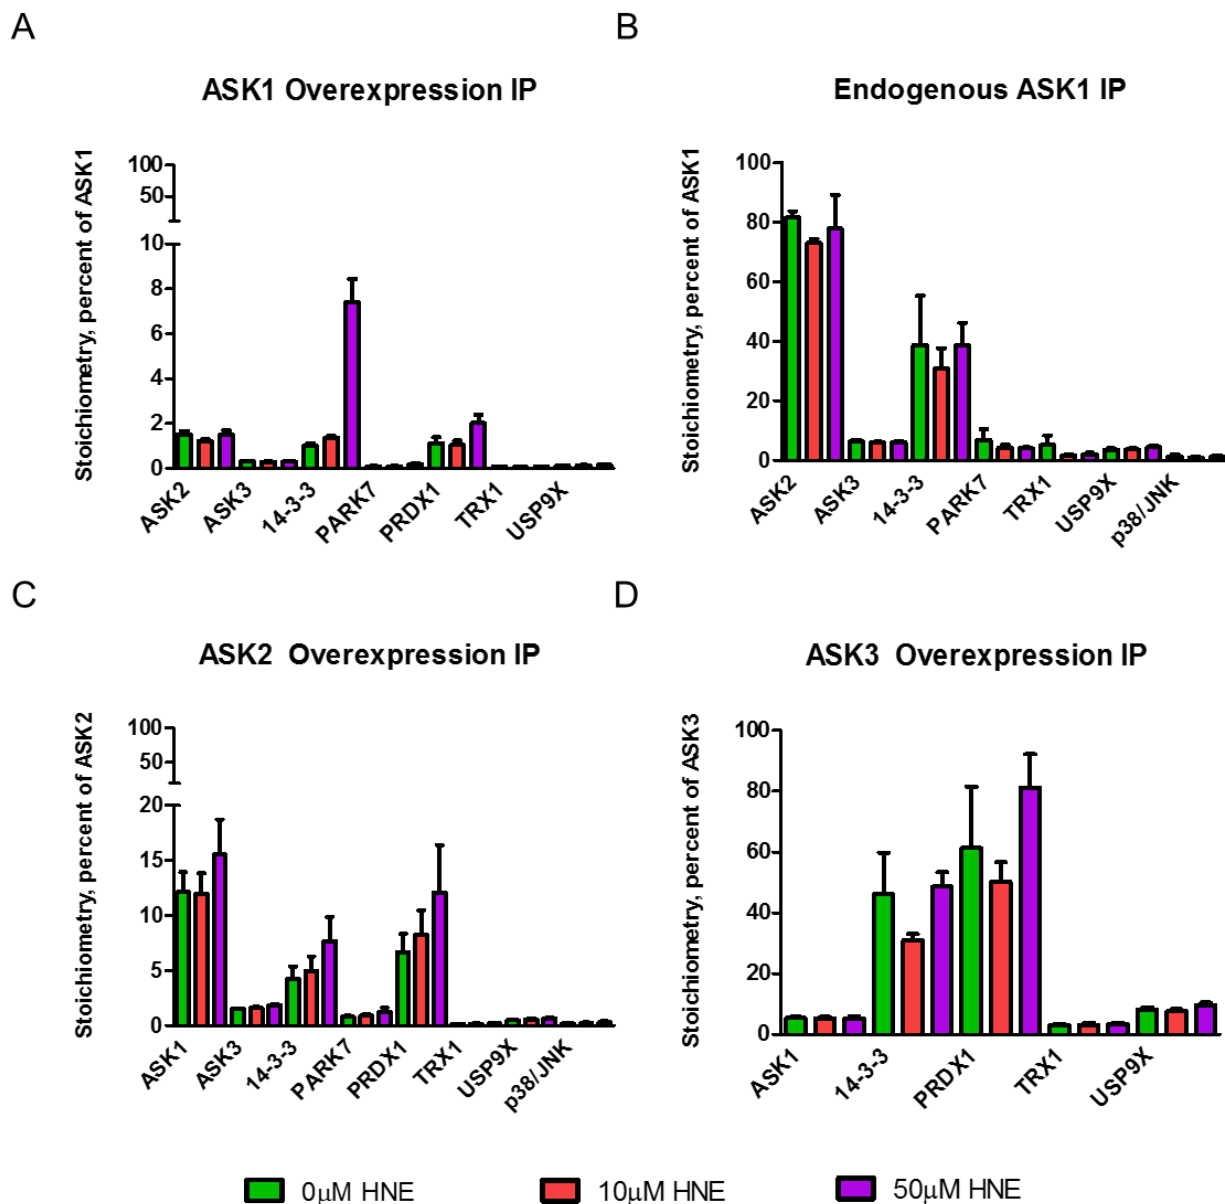 A
ASK1 Overexpression IP
Stoichiometry, percent of ASK1
100
50
10
8
6
4
2
0
ASK2
ASK3
14-3-3
PARK7
PRDX1
TRX1
USP9X
B
Endogenous ASK1 IP
Stoichiometry, percent of ASK1
100
80
60
40
20
0
ASK2
ASK3
14-3-3
PARK7
TRX1
USP9X
p38/JNK
C
ASK2 Overexpression IP
Stoichiometry, percent of ASK2
100
50
20
15
10
5
0
ASK1
ASK3
14-3-3
PARK7
PRDX1
TRX1
USP9X
p38/JNK
D
ASK3 Overexpression IP
Stoichiometry, percent of ASK3
100
80
60
40
20
0
ASK1
14-3-3
PRDX1
TRX1
USP9X
0μM HNE
10μM HNE
50μM HNE